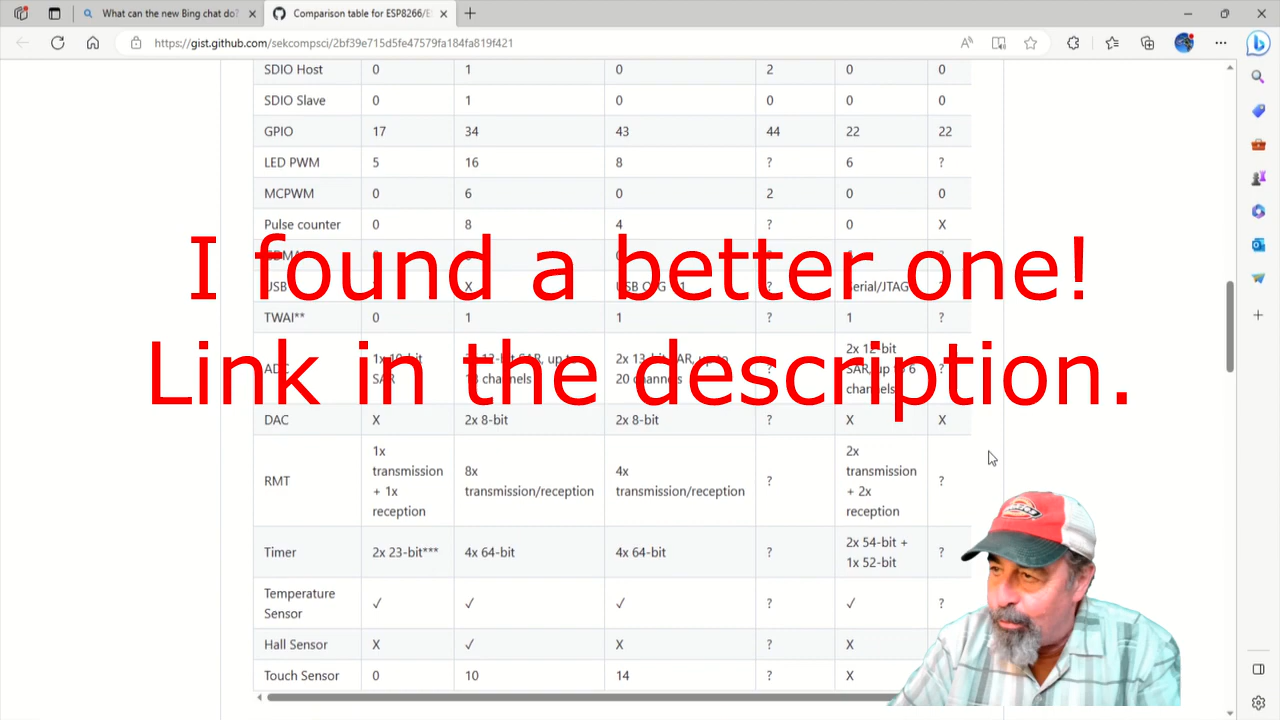 What can the new Bing chat do?
Comparison table for ESP8266/E
https://gist.github.com/sekcompsci/2bf39e715d5fe47579fa184fa819f421
SDIO Host 0 1 0 2 0 0
SDIO Slave 0 1 0 0 0 0
GPIO 17 34 43 44 22 22
LED PWM 5 16 8 ? 6 ?
MCPWM 0 6 0 2 0 0
Pulse counter 0 8 4 ? 0 X
I found a better one!
TWAI** 0 1 1 ? 1 ?
Link in the description.
DAC X 2x 8-bit 2x 8-bit ? X X
RMT 1x transmission + 1x reception 8x transmission/reception 4x transmission/reception ? 2x transmission + 2x reception ?
Timer 2x 23-bit*** 4x 64-bit 4x 64-bit ? 2x 54-bit + 1x 52-bit ?
Temperature Sensor ✓ ✓ ✓ ? ✓ ?
Hall Sensor X ✓ X ? X
Touch Sensor 0 10 14 ? X